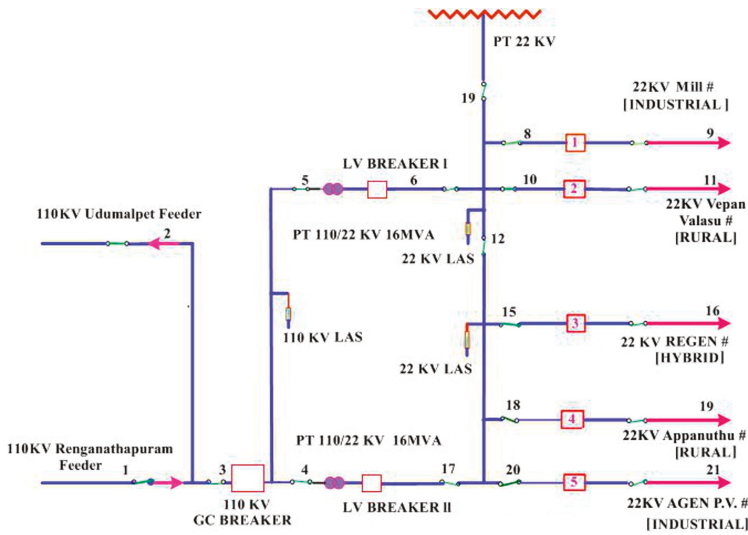 PT 22 KV
19
22KV Mill #
[INDUSTRIAL ]
8
1
9
LV BREAKER I
5
6
10
2
11
110KV Udumalpet Feeder
2
PT 110/22 KV 16MVA
22KV Vepan
Valasu #
[RURAL]
12
22 KV LAS
15
3
16
110 KV LAS
22 KV LAS
22 KV REGEN #
[HYBRID]
18
4
19
PT 110/22 KV 16MVA
22KV Appanuthu #
[RURAL]
110KV Renganathapuram
Feeder
1
3
4
17
20
5
21
110 KV
GC BREAKER
LV BREAKER II
22KV AGEN P.V. #
[INDUSTRIAL]